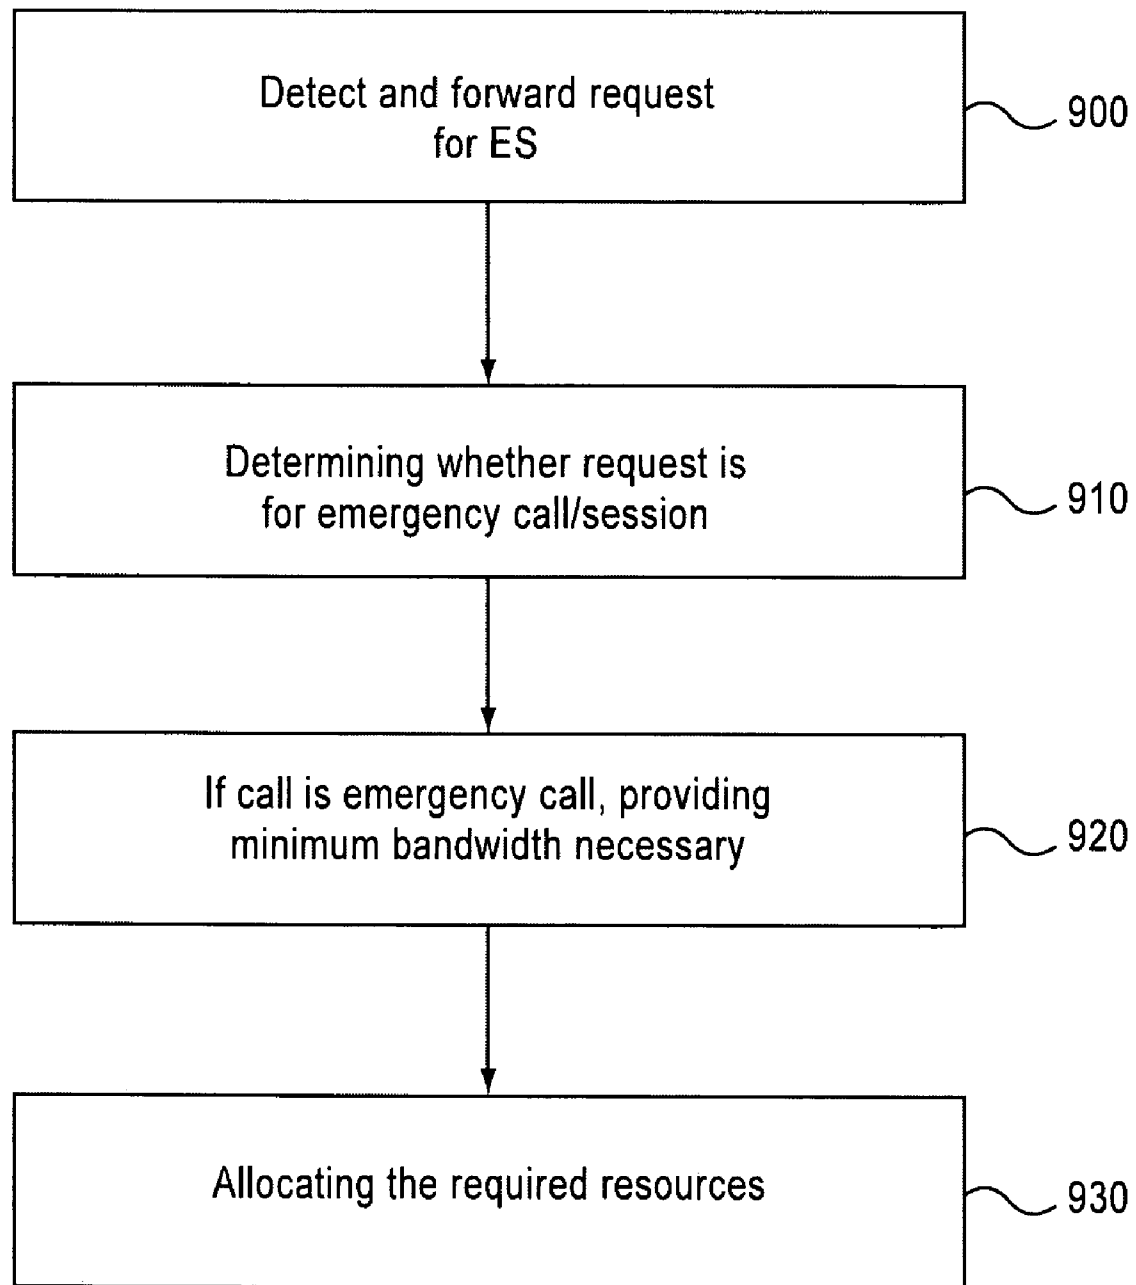 Detect and forward request
for ES
900
Determining whether request is
for emergency call/session
910
If call is emergency call, providing
minimum bandwidth necessary
920
Allocating the required resources
930